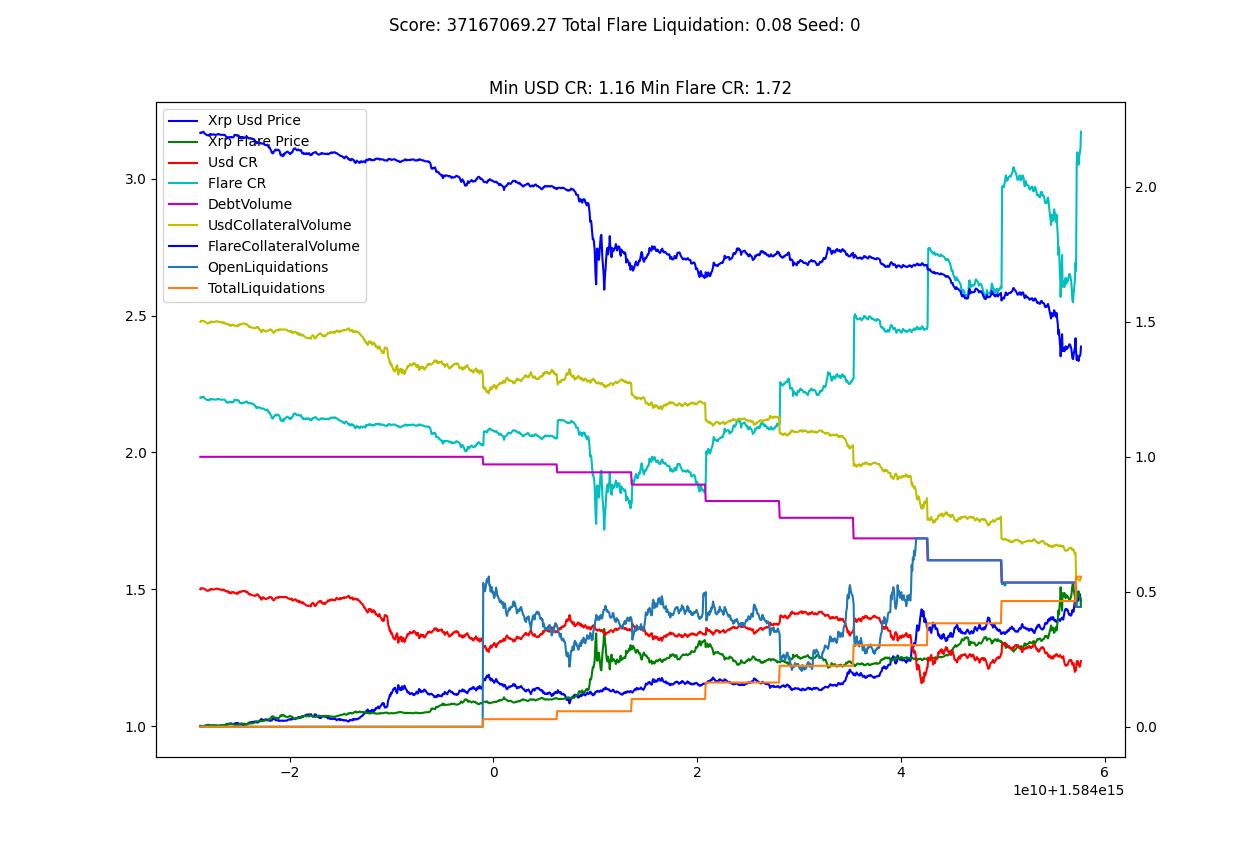 Score: 37167069.27 Total Flare Liquidation: 0.08 Seed: 0
Min USD CR: 1.16 Min Flare CR: 1.72
Xrp Usd Price
Xrp Flare Price
Usd CR
Flare CR
DebtVolume
UsdCollateralVolume
FlareCollateralVolume
OpenLiquidations
TotalLiquidations
3.0
2.5
2.0
1.5
1.0
2.0
1.5
1.0
0.5
0.0
−2
0
2
4
6
1e10+1.584e15